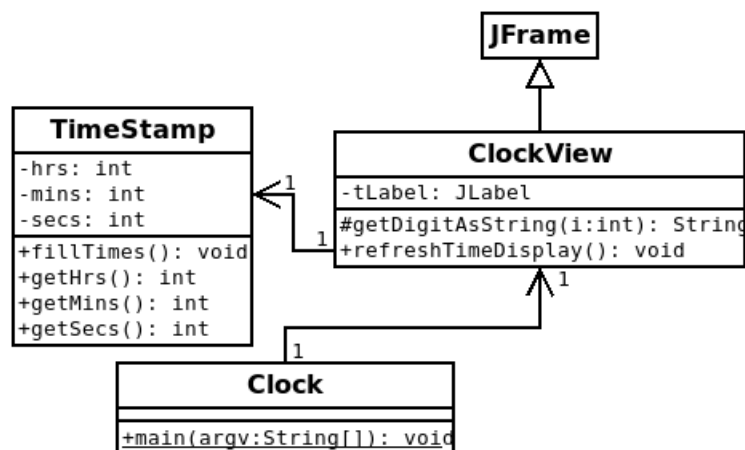 JFrame
TimeStamp
-hrs: int
-mins: int
-secs: int
+fillTimes(): void
+getHrs(): int
+getMins(): int
+getSecs(): int
ClockView
-tLabel: JLabel
#getDigitAsString(i:int): String
+refreshTimeDisplay(): void
1
1
1
1
Clock
+main(argv:String[]): void